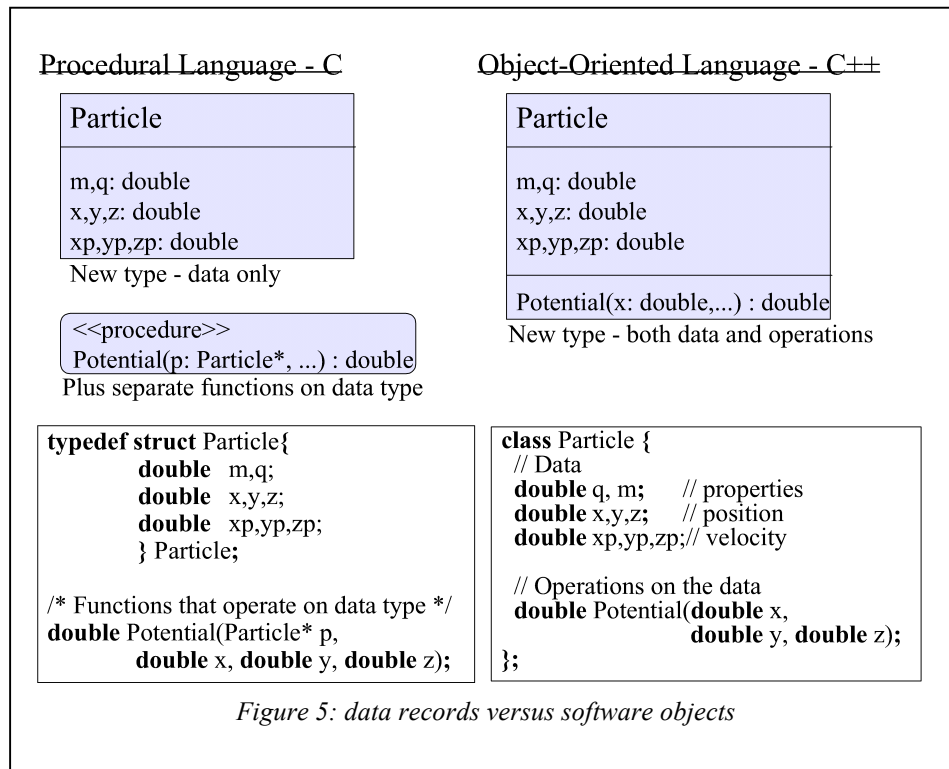 Procedural Language - C
Particle
m,q: double
x,y,z: double
xp,yp,zp: double
New type - data only
<<procedure>>
Potential(p: Particle*, ...) : double
Plus separate functions on data type
Object-Oriented Language - C++
Particle
m,q: double
x,y,z: double
xp,yp,zp: double
Potential(x: double,...) : double
New type - both data and operations
typedef struct Particle{
double m,q;
double x,y,z;
double xp,yp,zp;
} Particle;
/* Functions that operate on data type */
double Potential(Particle* p,
double x, double y, double z);
class Particle {
// Data
double q, m; // properties
double x,y,z; // position
double xp,yp,zp;// velocity
// Operations on the data
double Potential(double x,
double y, double z);
};
Figure 5: data records versus software objects